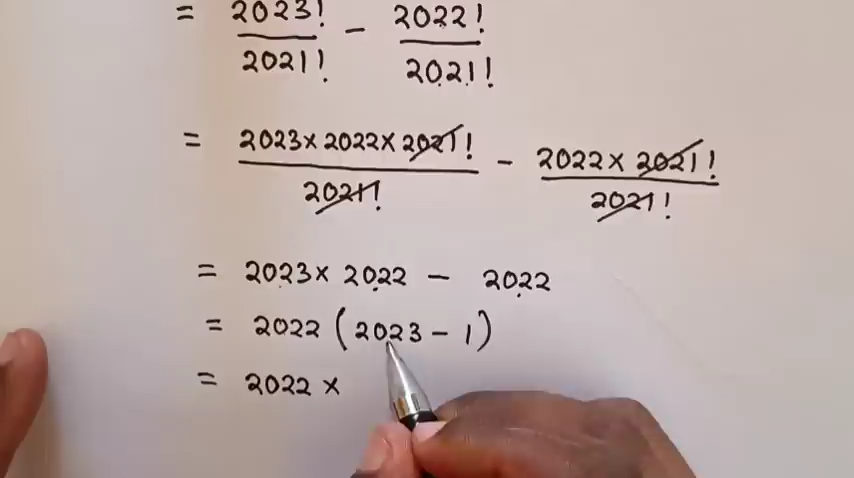 = 2023! / 2021! − 2022! / 2021!
= 2023 × 2022 × 2021! / 2021! − 2022 × 2021! / 2021!
= 2023 × 2022 − 2022
= 2022 (2023 − 1)
= 2022 ×